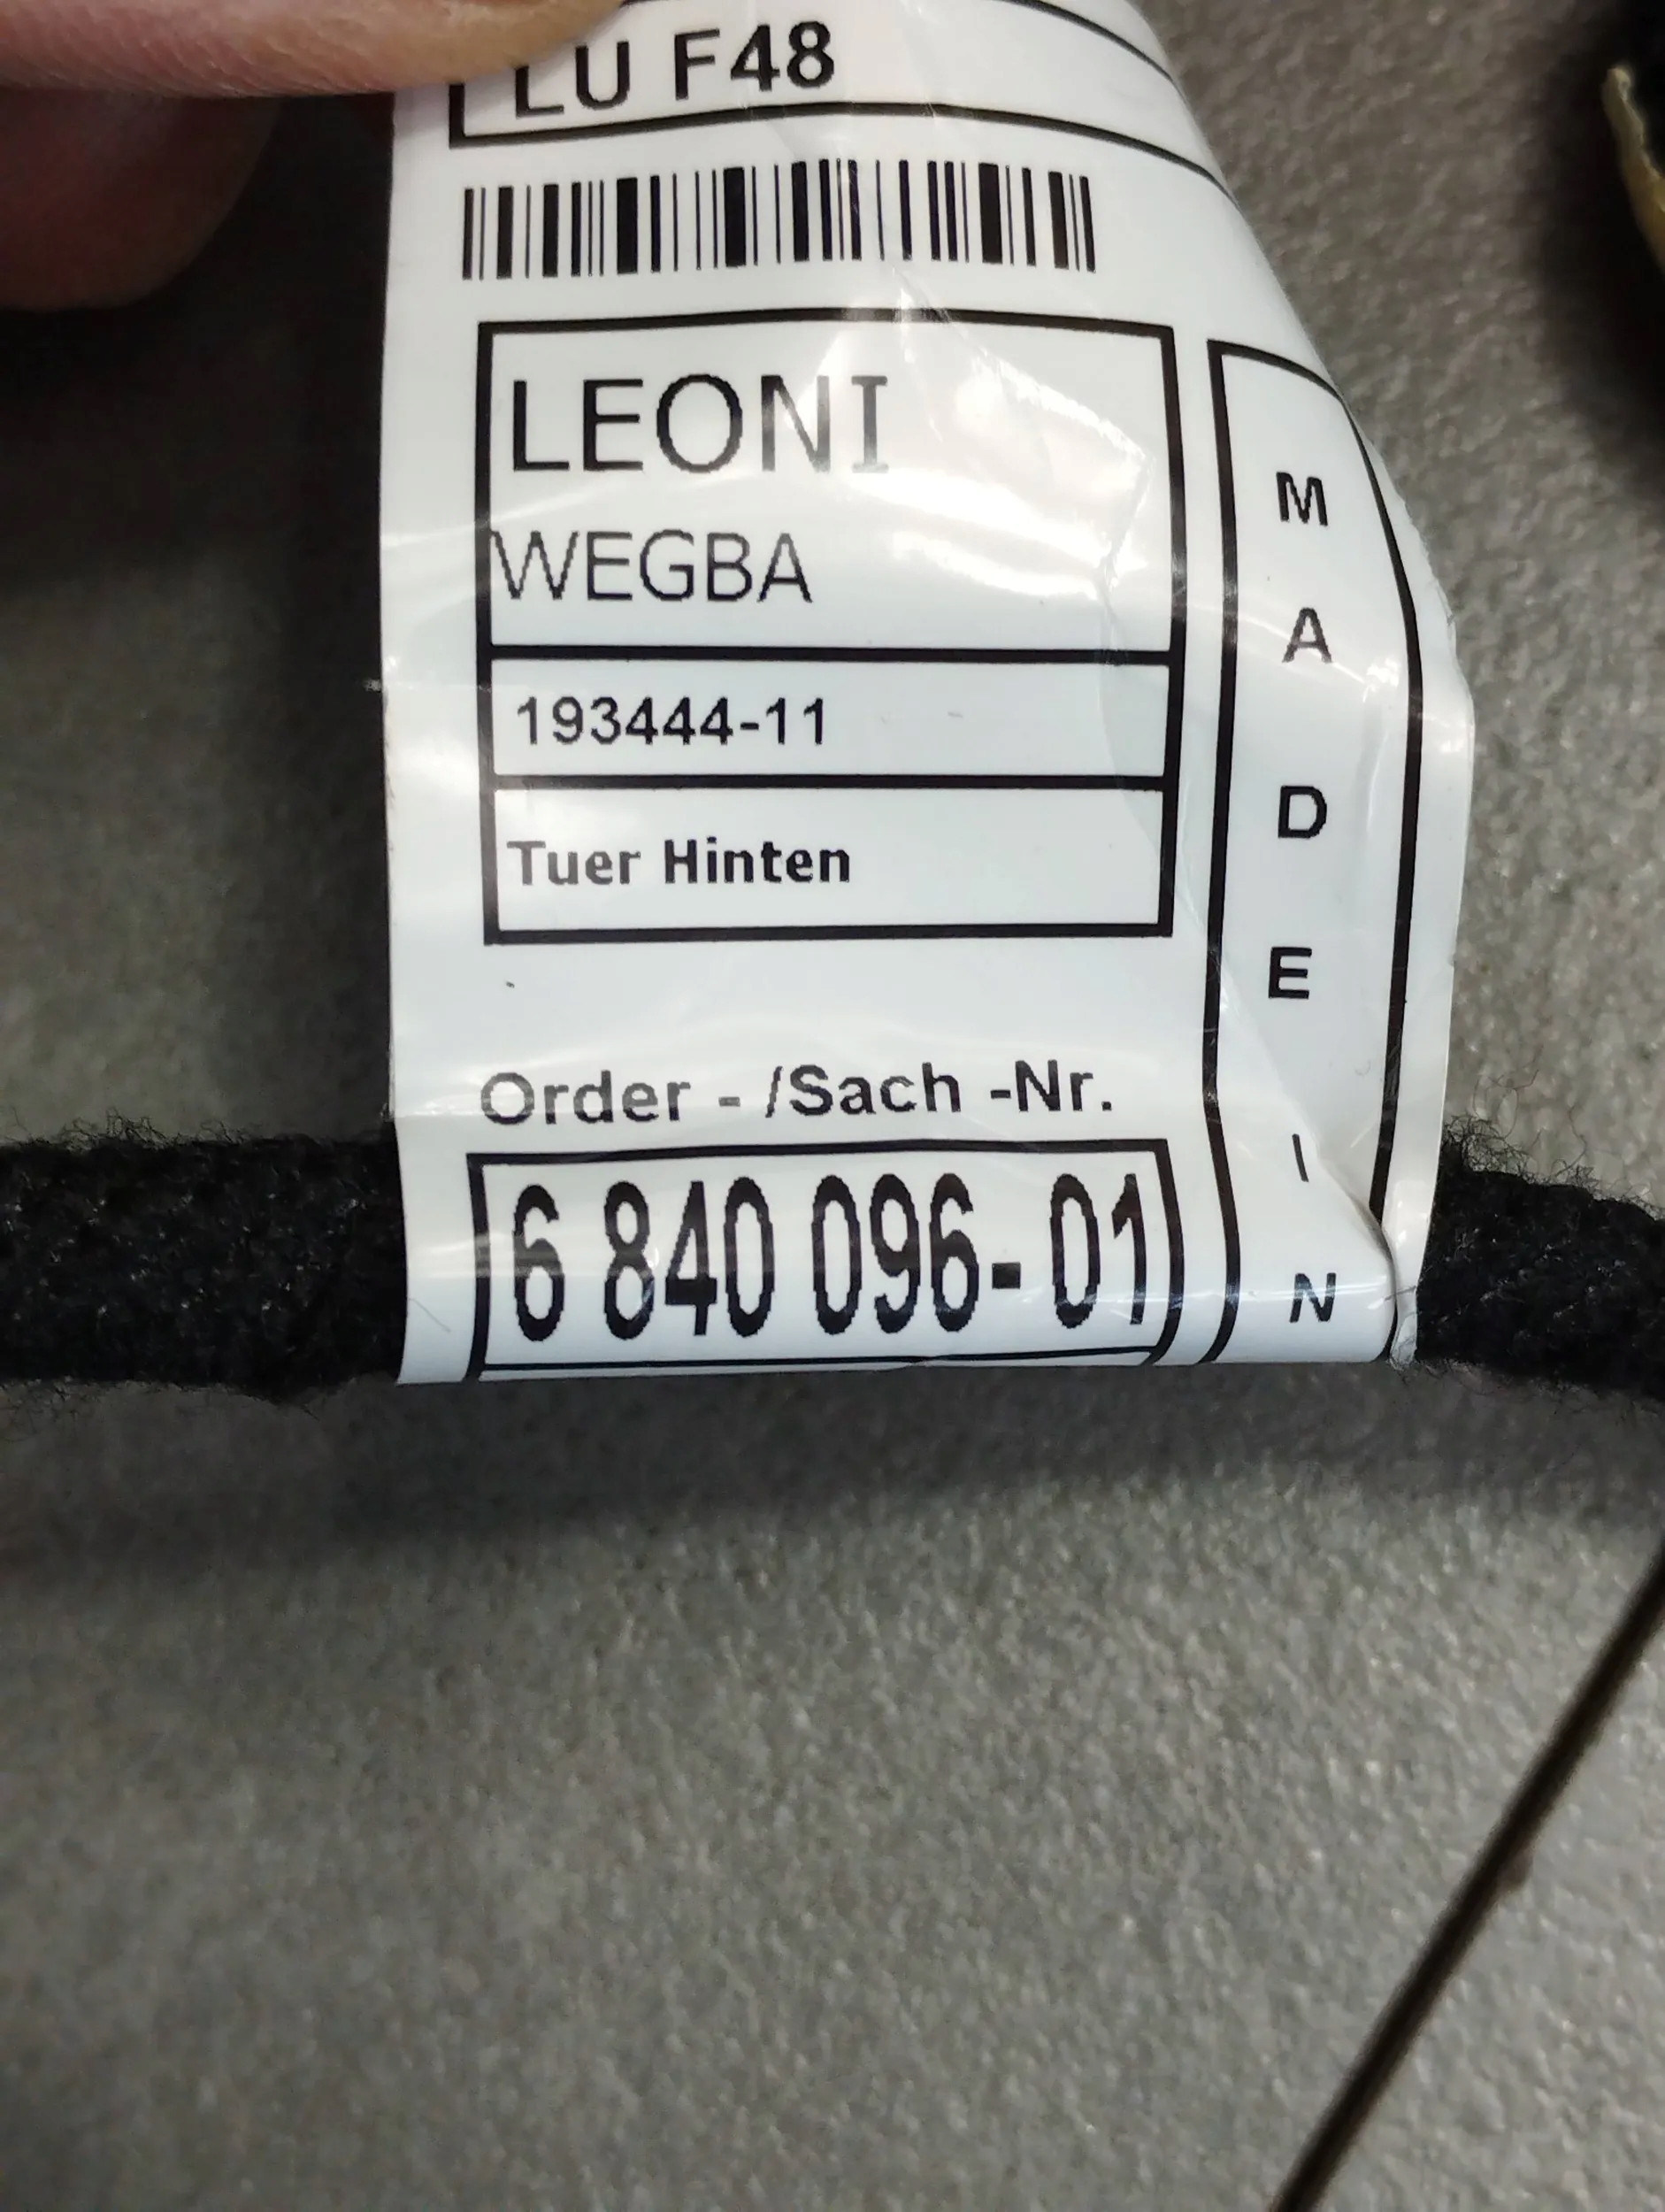 LU F48
LEONI
WEGBA
193444-11
Tuer Hinten
Order - /Sach -Nr.
6 840 096- 01
MADE IN